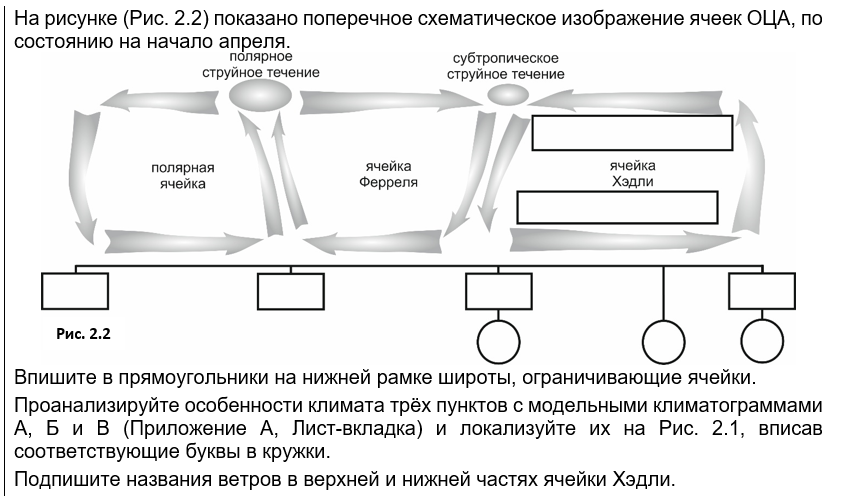 На рисунке (Рис. 2.2) показано поперечное схематическое изображение ячеек ОЦА, по
состоянию на начало апреля.
полярное
струйное течение
субтропическое
струйное течение
полярная
ячейка
ячейка
Ферреля
ячейка
Хэдли
Рис. 2.2
Впишите в прямоугольники на нижней рамке широты, ограничивающие ячейки.
Проанализируйте особенности климата трёх пунктов с модельными климатограммами
А, Б и В (Приложение А, Лист-вкладка) и локализуйте их на Рис. 2.1, вписав
соответствующие буквы в кружки.
Подпишите названия ветров в верхней и нижней частях ячейки Хэдли.